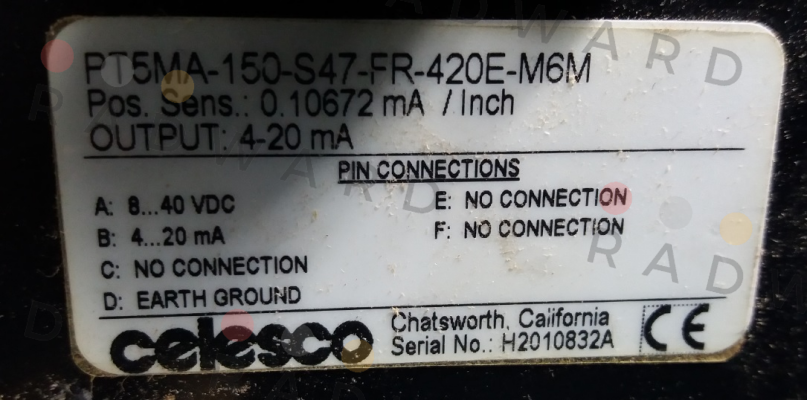 PT5MA-150-S47-FR-420E-M6M
Pos. Sens.: 0.10672 mA / Inch
OUTPUT: 4-20 mA
PIN CONNECTIONS
A: 8...40 VDC
B: 4...20 mA
C: NO CONNECTION
D: EARTH GROUND
E: NO CONNECTION
F: NO CONNECTION
celesco
Chatsworth, California
Serial No.: H2010832A
CE
RADWARD
RADWARD